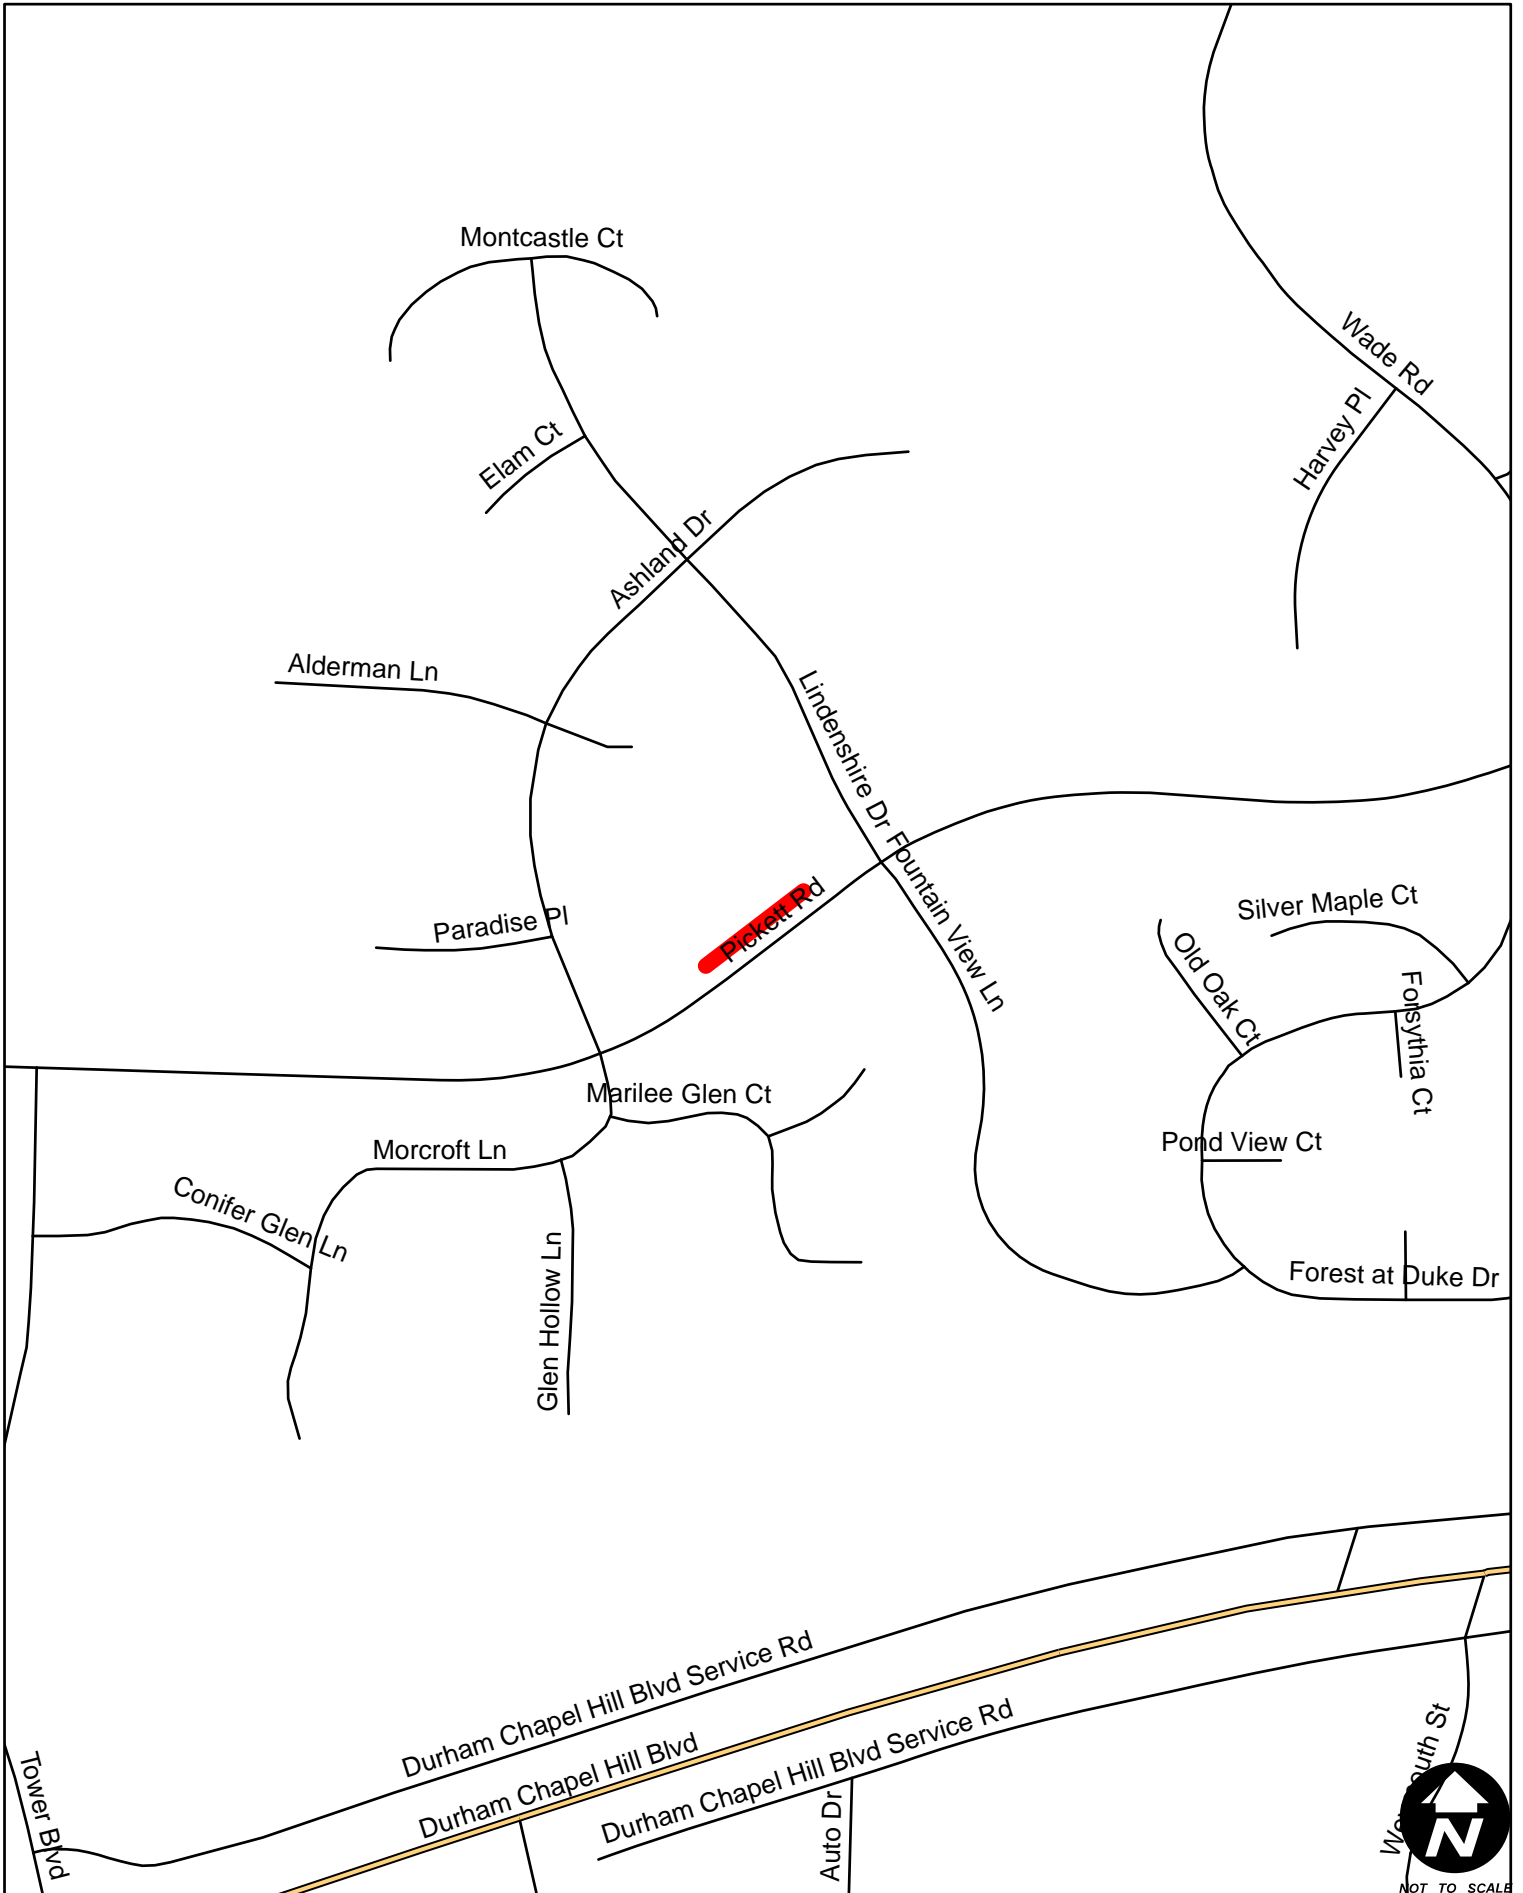 Montcastle Ct
Wade Rd
Harvey Pl
Elam Ct
Ashland Dr
Alderman Ln
Lindenshire Dr
Fountain View Ln
Pickett Rd
Paradise Pl
Silver Maple Ct
Old Oak Ct
Forsythia Ct
Marilee Glen Ct
Morcroft Ln
Pond View Ct
Conifer Glen Ln
Glen Hollow Ln
Forest at Duke Dr
Durham Chapel Hill Blvd Service Rd
Durham Chapel Hill Blvd
Durham Chapel Hill Blvd Service Rd
Tower Blvd
Auto Dr
St
N
NOT TO SCALE